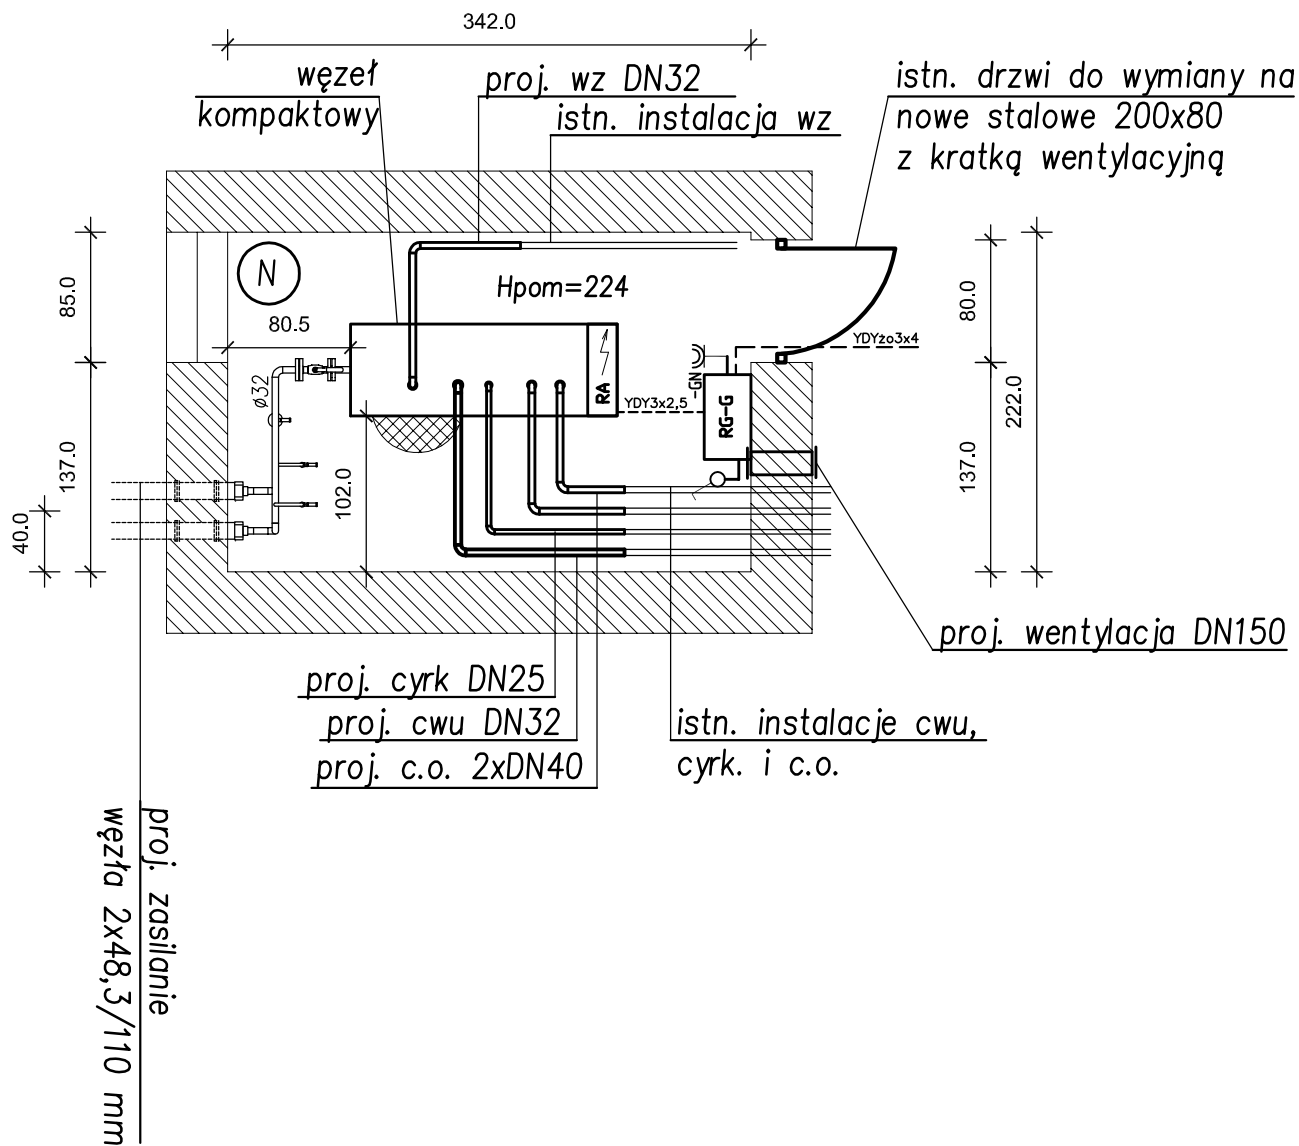 342.0
węzeł
kompaktowy
proj. wz DN32
istn. instalacja wz
istn. drzwi do wymiany na
nowe stalowe 200x80
z kratką wentylacyjną
N
Hpom=224
85.0
80.5
80.0
222.0
YDYżo3x4
ø32
RA
YDY3x2,5
-GN
RG-G
137.0
102.0
137.0
40.0
proj. wentylacja DN150
proj. cyrk DN25
proj. cwu DN32
proj. c.o. 2xDN40
istn. instalacje cwu,
cyrk. i c.o.
proj. zasilanie
węzła 2x48,3/110 mm